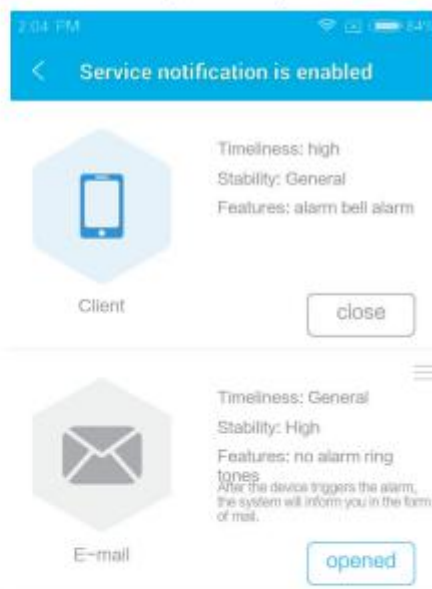 2:04 PM 84%
Service notification is enabled
Timeliness: high
Stability: General
Features: alarm bell alarm
Client
close
Timeliness: General
Stability: High
Features: no alarm ring
tones
After the device triggers the alarm,
the system will inform you in the form
of mail.
E-mail
opened